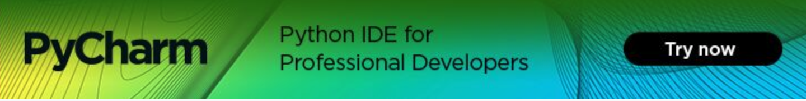 PyCharm
Python IDE for
Professional Developers
Try now